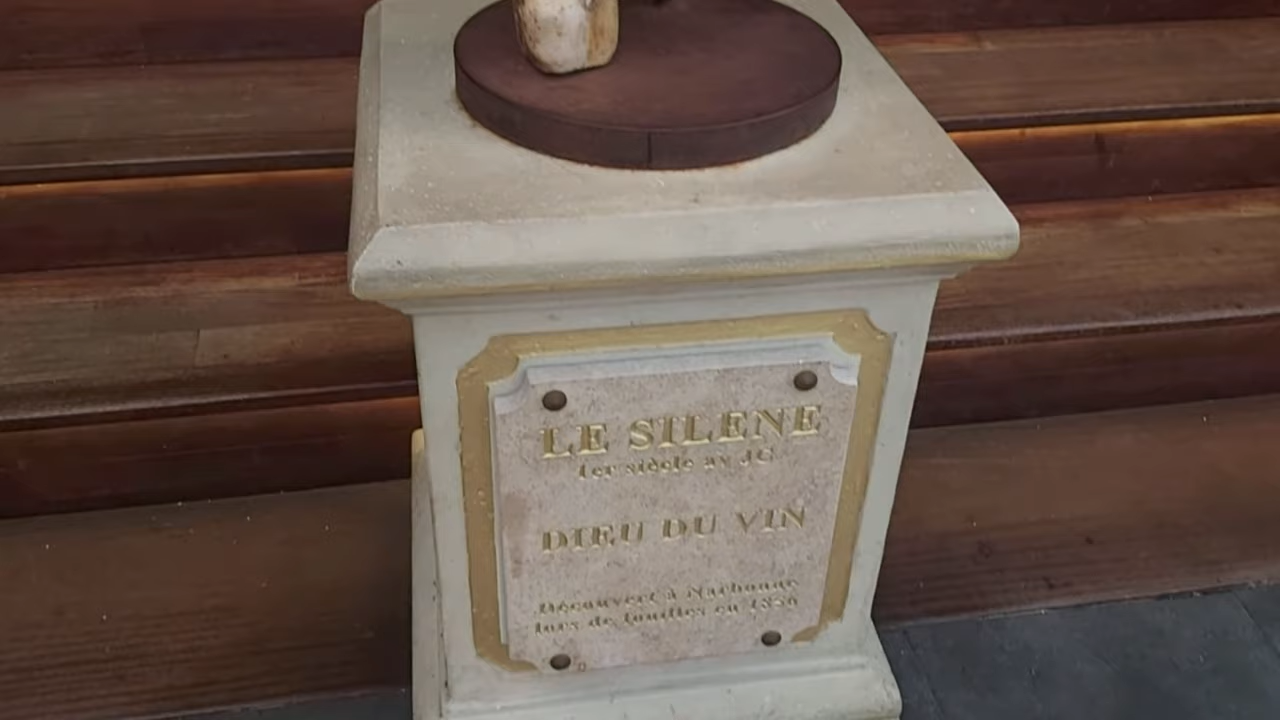 LE SILENE
1er siècle av JC
DIEU DU VIN
Découvert à Narbonne
lors de fouilles en 1856